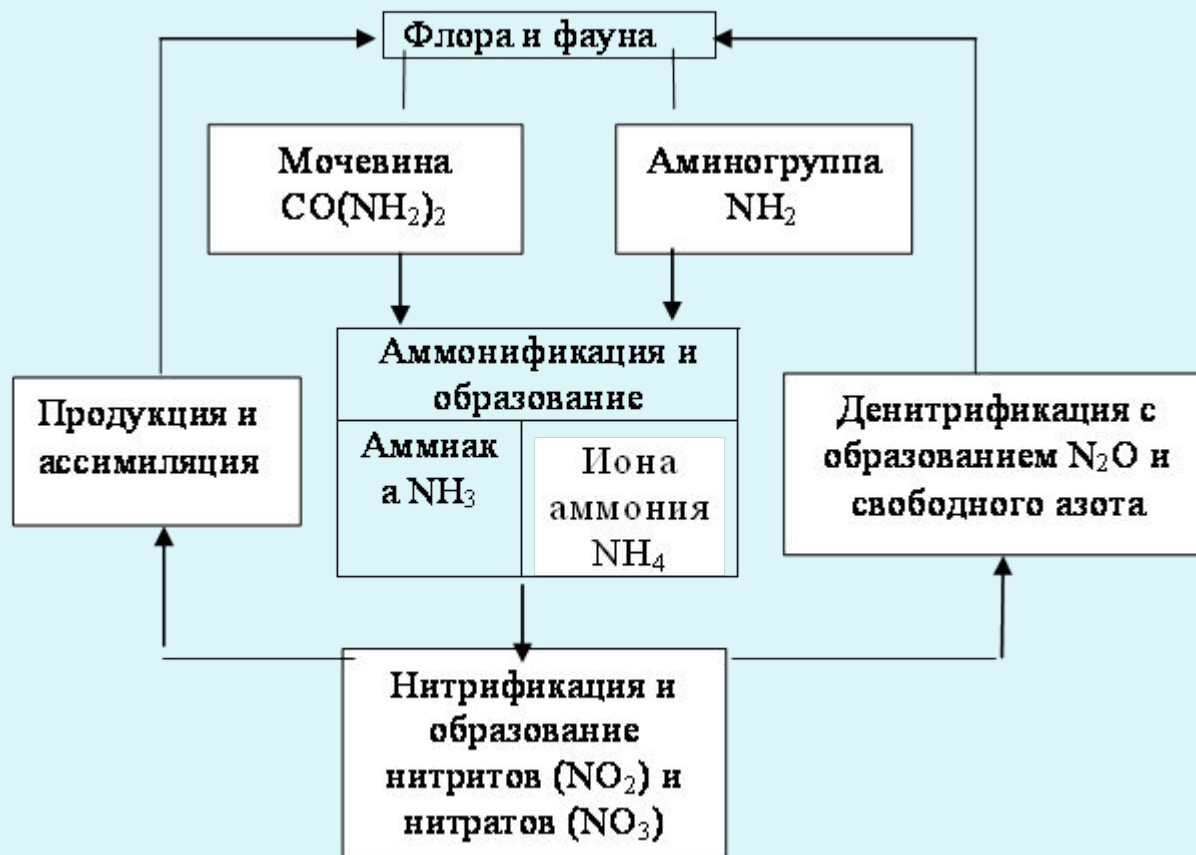 Флора и фауна
Мочевина
CO(NH₂)₂
Аминогруппа
NH₂
Аммонификация и
образование
Аммиак
а NH₃
Иона
аммония
NH₄
Продукция и
ассимиляция
Денитрификация с
образованием N₂O и
свободного азота
Нитрификация и
образование
нитритов (NO₂) и
нитратов (NO₃)